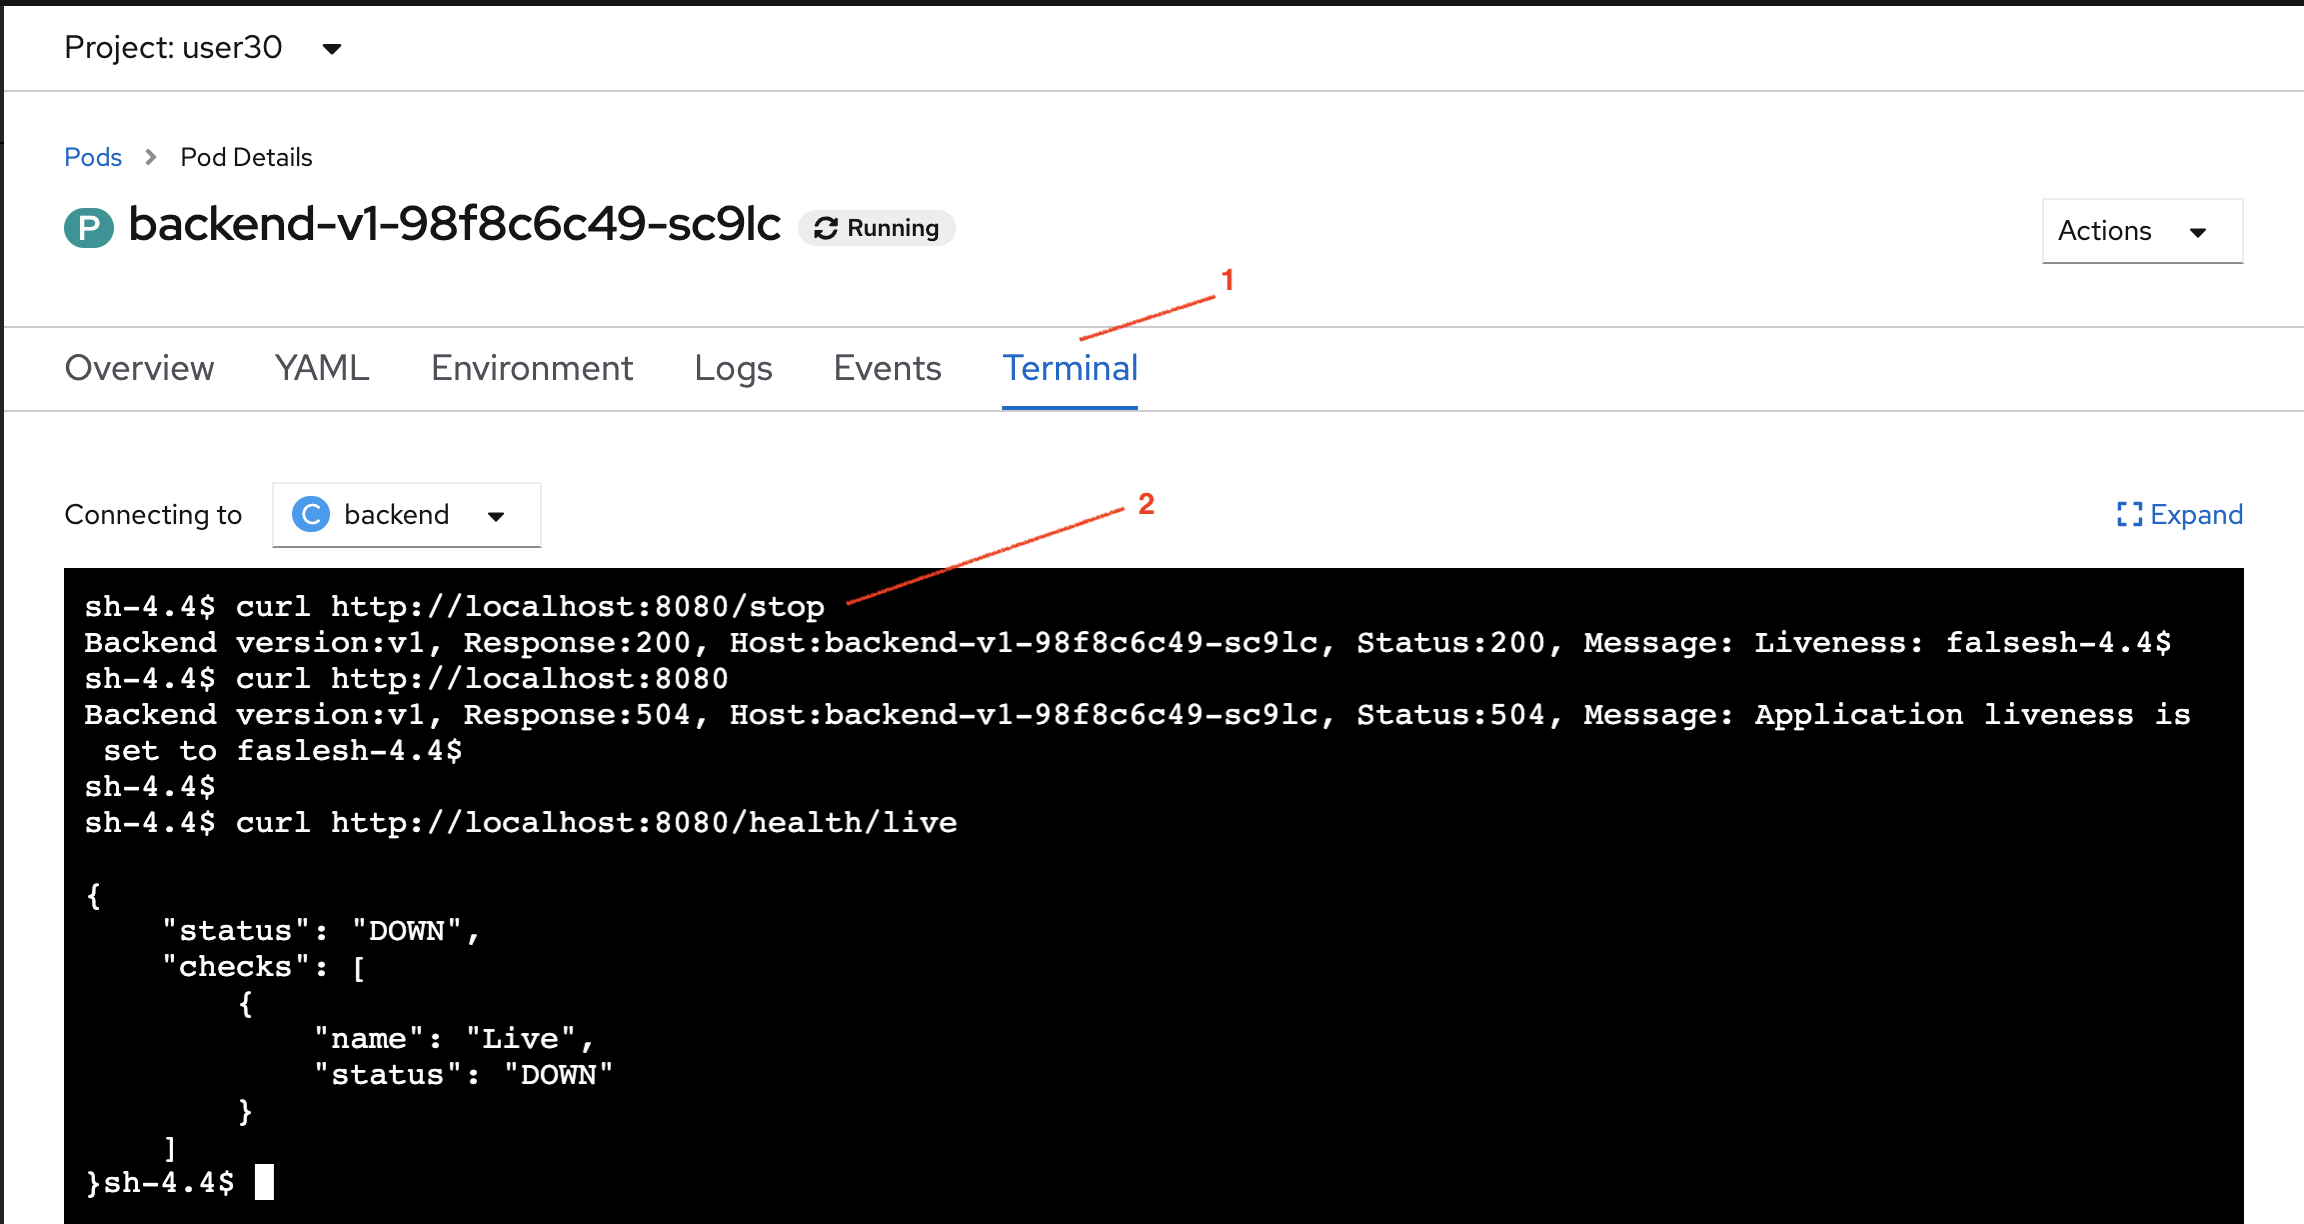 Project: user30
Pods > Pod Details
P backend-v1-98f8c6c49-sc9lc Running
Actions
1
Overview YAML Environment Logs Events Terminal
Connecting to C backend
2
Expand
sh-4.4$ curl http://localhost:8080/stop
Backend version:v1, Response:200, Host:backend-v1-98f8c6c49-sc9lc, Status:200, Message: Liveness: falsesh-4.4$
sh-4.4$ curl http://localhost:8080
Backend version:v1, Response:504, Host:backend-v1-98f8c6c49-sc9lc, Status:504, Message: Application liveness is
 set to faslesh-4.4$
sh-4.4$
sh-4.4$ curl http://localhost:8080/health/live
{
    "status": "DOWN",
    "checks": [
        {
            "name": "Live",
            "status": "DOWN"
        }
    ]
}sh-4.4$